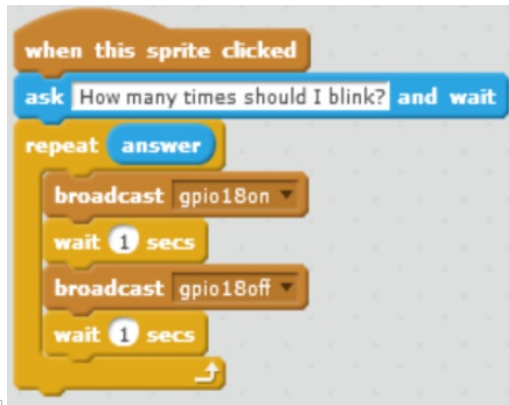 when this sprite clicked
ask How many times should I blink? and wait
repeat answer
broadcast gpio18on
wait 1 secs
broadcast gpio18off
wait 1 secs